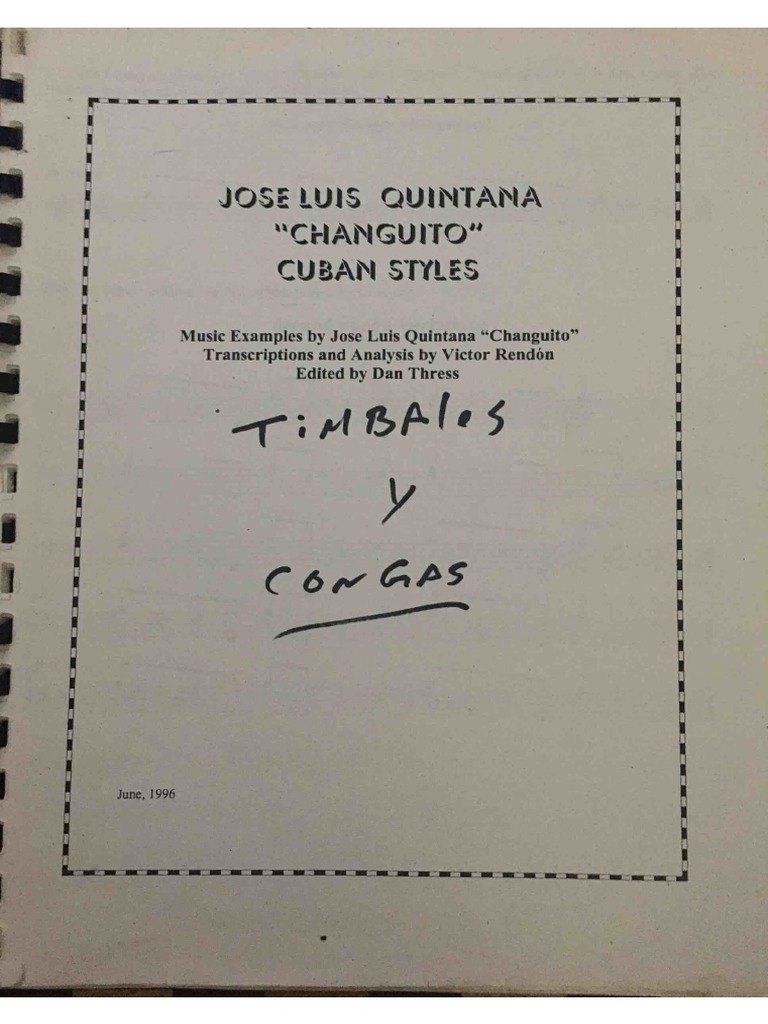 JOSE LUIS QUINTANA
"CHANGUITO"
CUBAN STYLES
Music Examples by Jose Luis Quintana “Changuito”
Transcriptions and Analysis by Victor Rendón
Edited by Dan Thress
TiMBAles
y
CONGAS
June, 1996